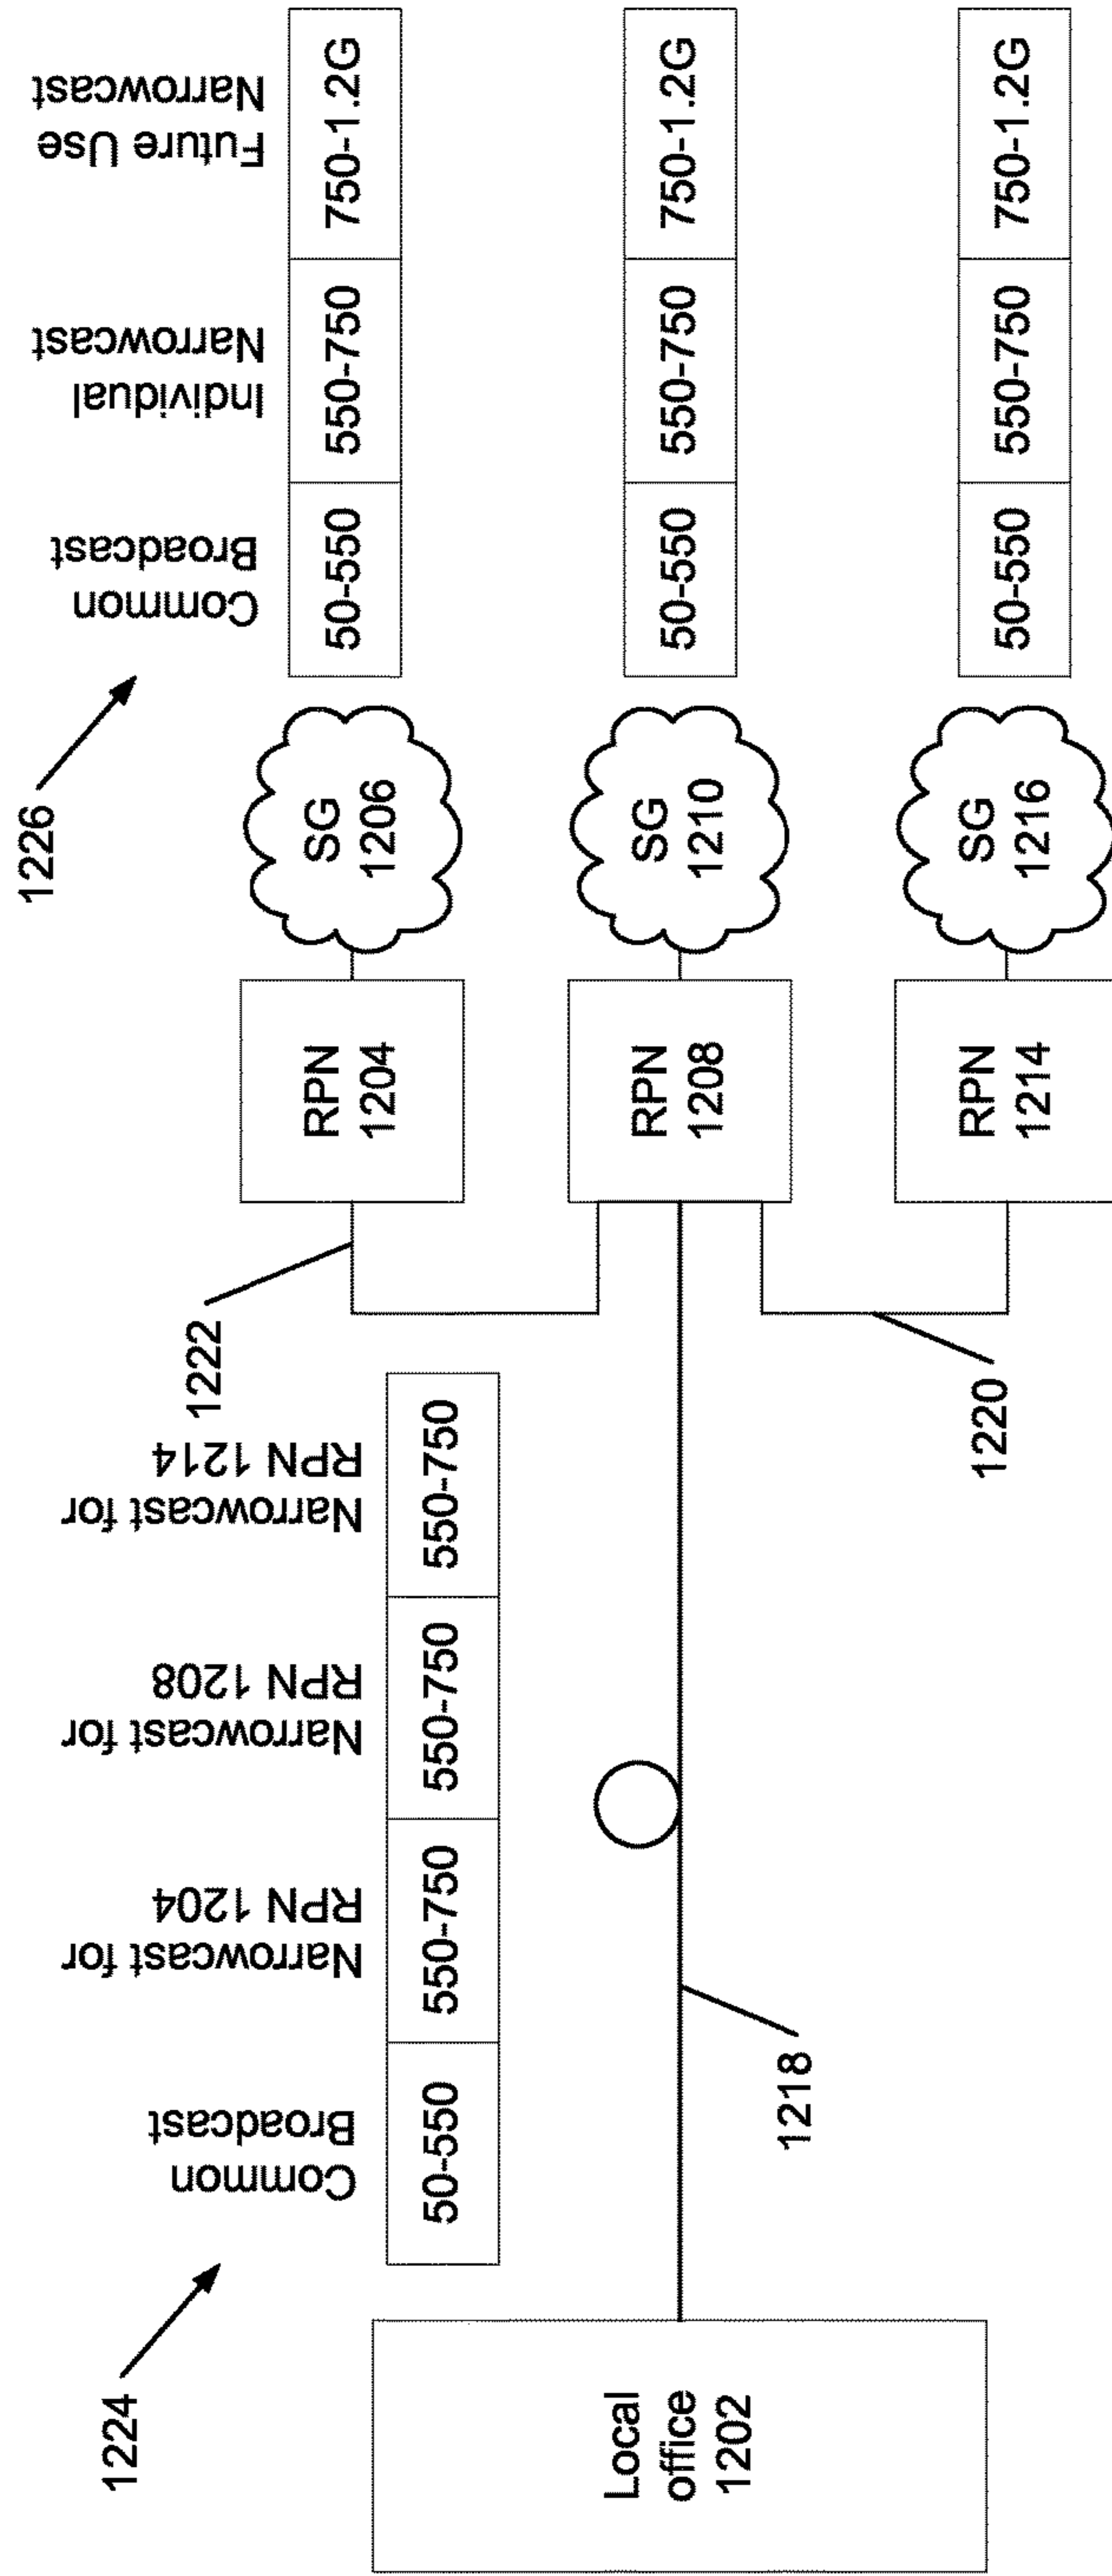 1224
Common
Broadcast
Narrowcast for
RPN 1204
Narrowcast for
RPN 1208
Narrowcast for
RPN 1214
50-550
550-750
550-750
550-750
Local
office
1202
1218
1222
1220
RPN
1204
RPN
1208
RPN
1214
SG
1206
SG
1210
SG
1216
1226
Common
Broadcast
Individual
Narrowcast
Future Use
Narrowcast
50-550
550-750
750-1.2G
50-550
550-750
750-1.2G
50-550
550-750
750-1.2G